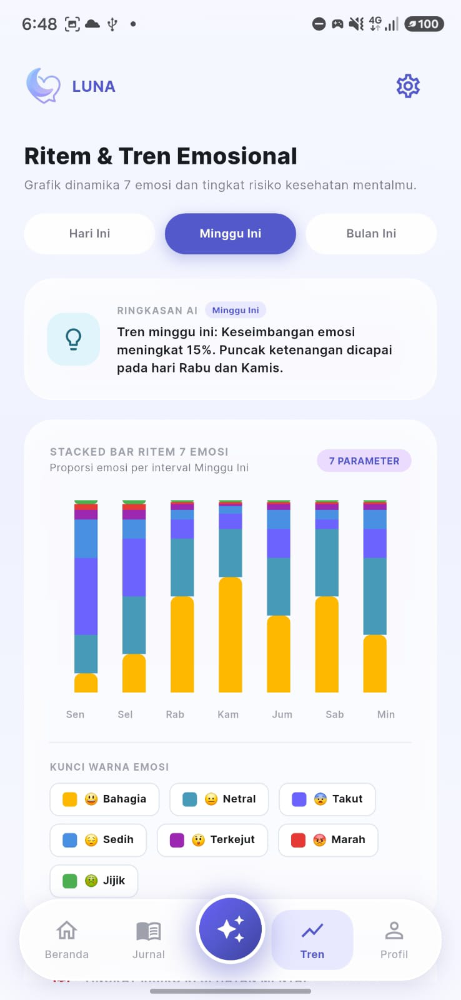 6:48
4G
100
LUNA
Ritem & Tren Emosional
Grafik dinamika 7 emosi dan tingkat risiko kesehatan mentalmu.
Hari Ini
Minggu Ini
Bulan Ini
RINGKASAN AI
Minggu Ini
Tren minggu ini: Keseimbangan emosi
meningkat 15%. Puncak ketenangan dicapai
pada hari Rabu dan Kamis.
STACKED BAR RITEM 7 EMOSI
Proporsi emosi per interval Minggu Ini
7 PARAMETER
Sen
Sel
Rab
Kam
Jum
Sab
Min
KUNCI WARNA EMOSI
Bahagia
Netral
Takut
Sedih
Terkejut
Marah
Jijik
Beranda
Jurnal
Tren
Profil